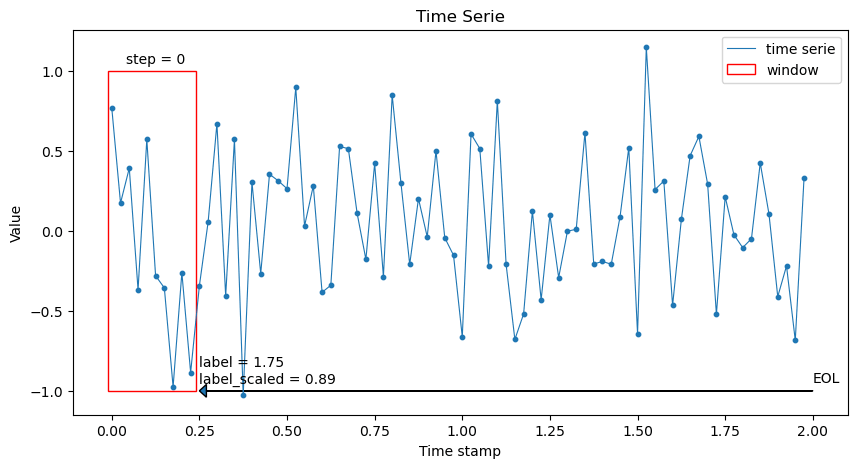 Time Serie
step = 0
time serie
window
1.0
0.5
0.0
−0.5
−1.0
Value
label = 1.75
label_scaled = 0.89
EOL
0.00 0.25 0.50 0.75 1.00 1.25 1.50 1.75 2.00
Time stamp